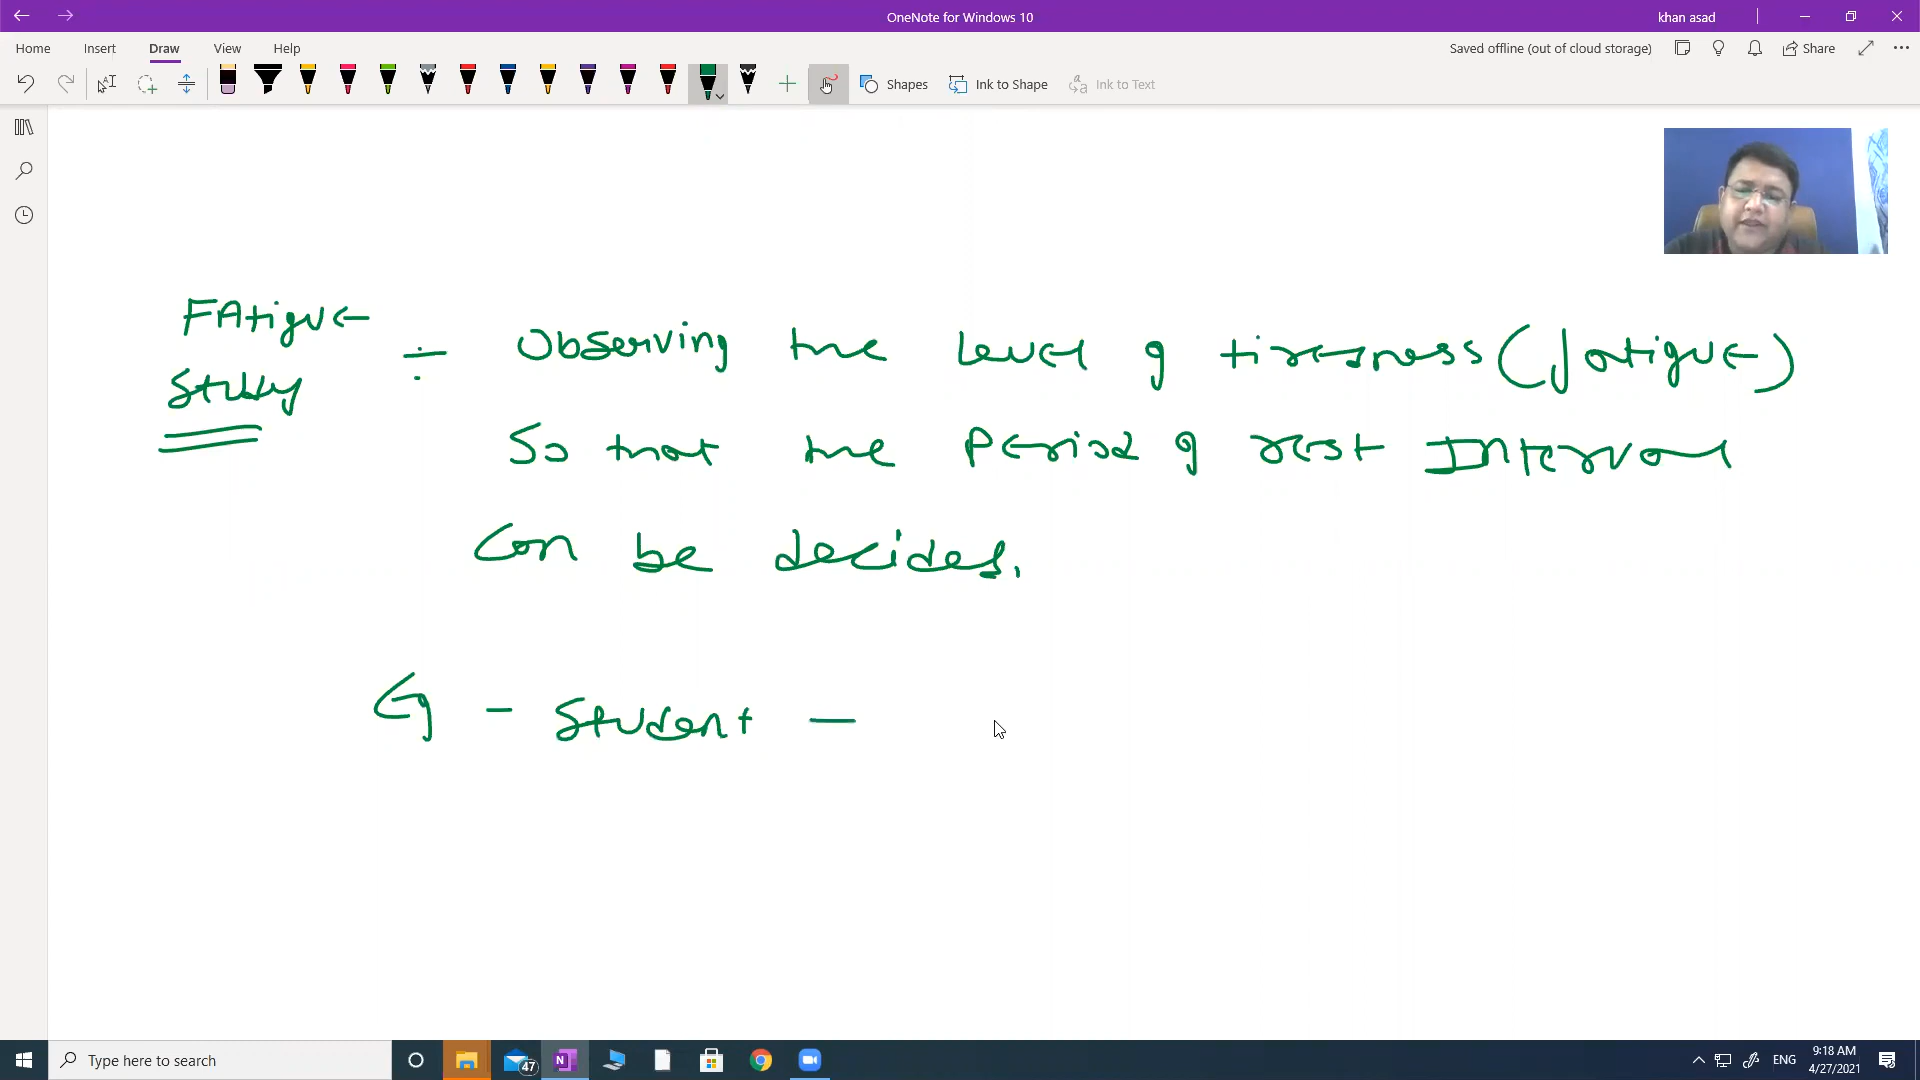 OneNote for Windows 10
khan asad
Home Insert Draw View Help
Saved offline (out of cloud storage)
Share
Shapes
Ink to Shape
Ink to Text
FAtigue
Study
÷ Observing the Level of tiresness (fatigue)
So that the Period of rest Interval
Can be decided.
Eg - Student -
Type here to search
47
ENG
9:18 AM
4/27/2021